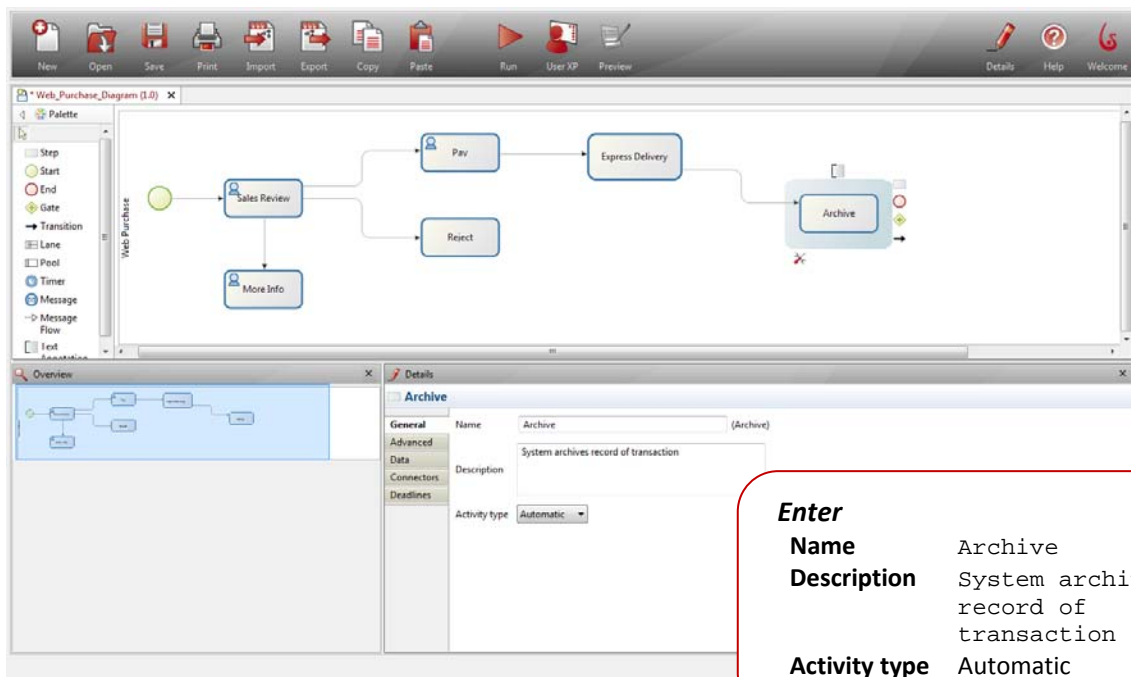 New Open Save Print Import Export Copy Paste Run User XP Preview Details Help Welcome
* Web_Purchase_Diagram (1.0)
Palette
Step
Start
End
Gate
Transition
Lane
Pool
Timer
Message
Message
Flow
Text
Web Purchase
Pay
Express Delivery
Sales Review
Archive
Reject
More Info
Overview
Details
Archive
General
Advanced
Data
Connectors
Deadlines
Name Archive (Archive)
Description System archives record of transaction
Activity type Automatic
Enter
Name Archive
Description System archi
record of
transaction
Activity type Automatic